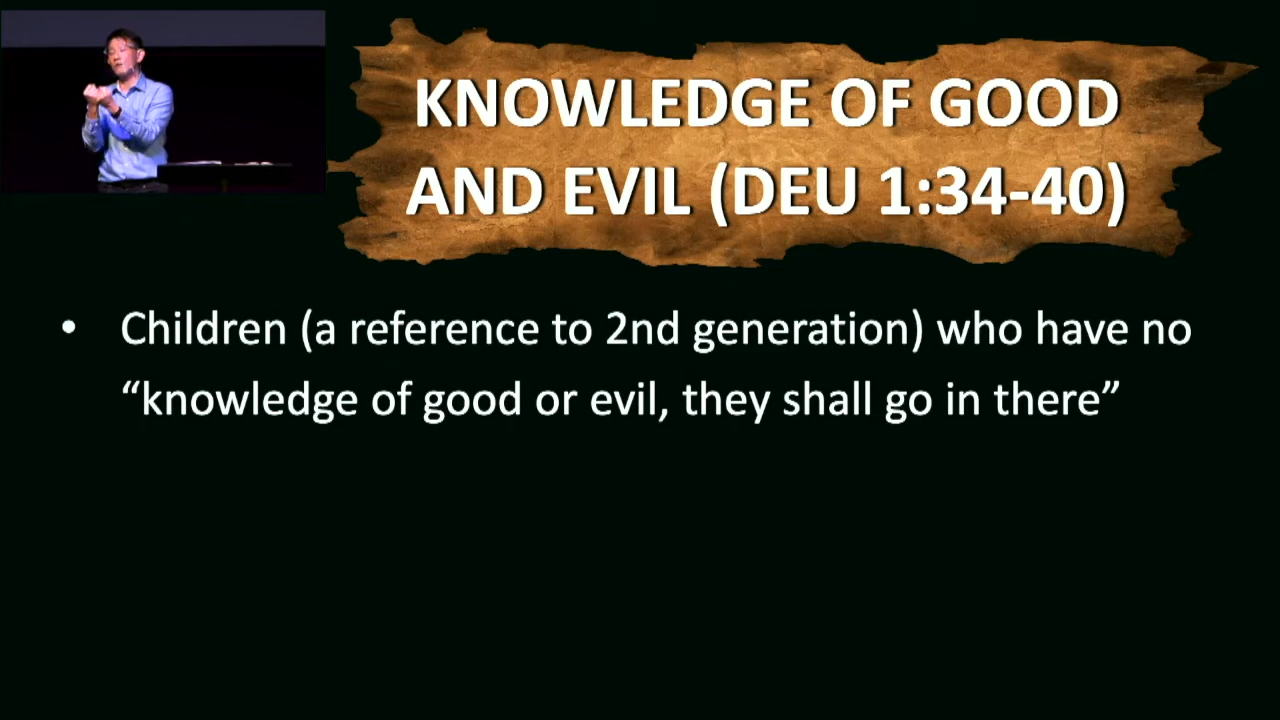 KNOWLEDGE OF GOOD
AND EVIL (DEU 1:34-40)
• Children (a reference to 2nd generation) who have no
“knowledge of good or evil, they shall go in there”